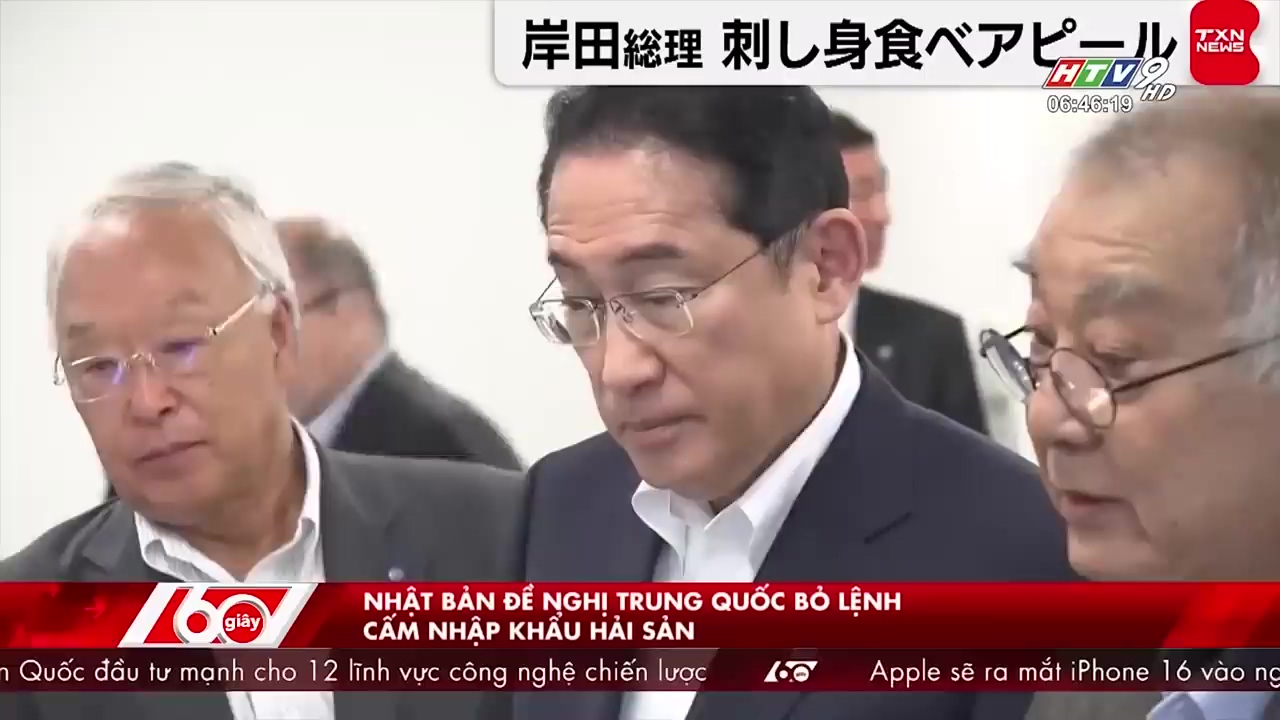 岸田総理 刺し身食べアピール
TXN
NEWS
HTV9
HD
06:46:19
60
giây
NHẬT BẢN ĐỀ NGHỊ TRUNG QUỐC BỎ LỆNH
CẤM NHẬP KHẨU HẢI SẢN
n Quốc đầu tư mạnh cho 12 lĩnh vực công nghệ chiến lược 60 giây Apple sẽ ra mắt iPhone 16 vào ng